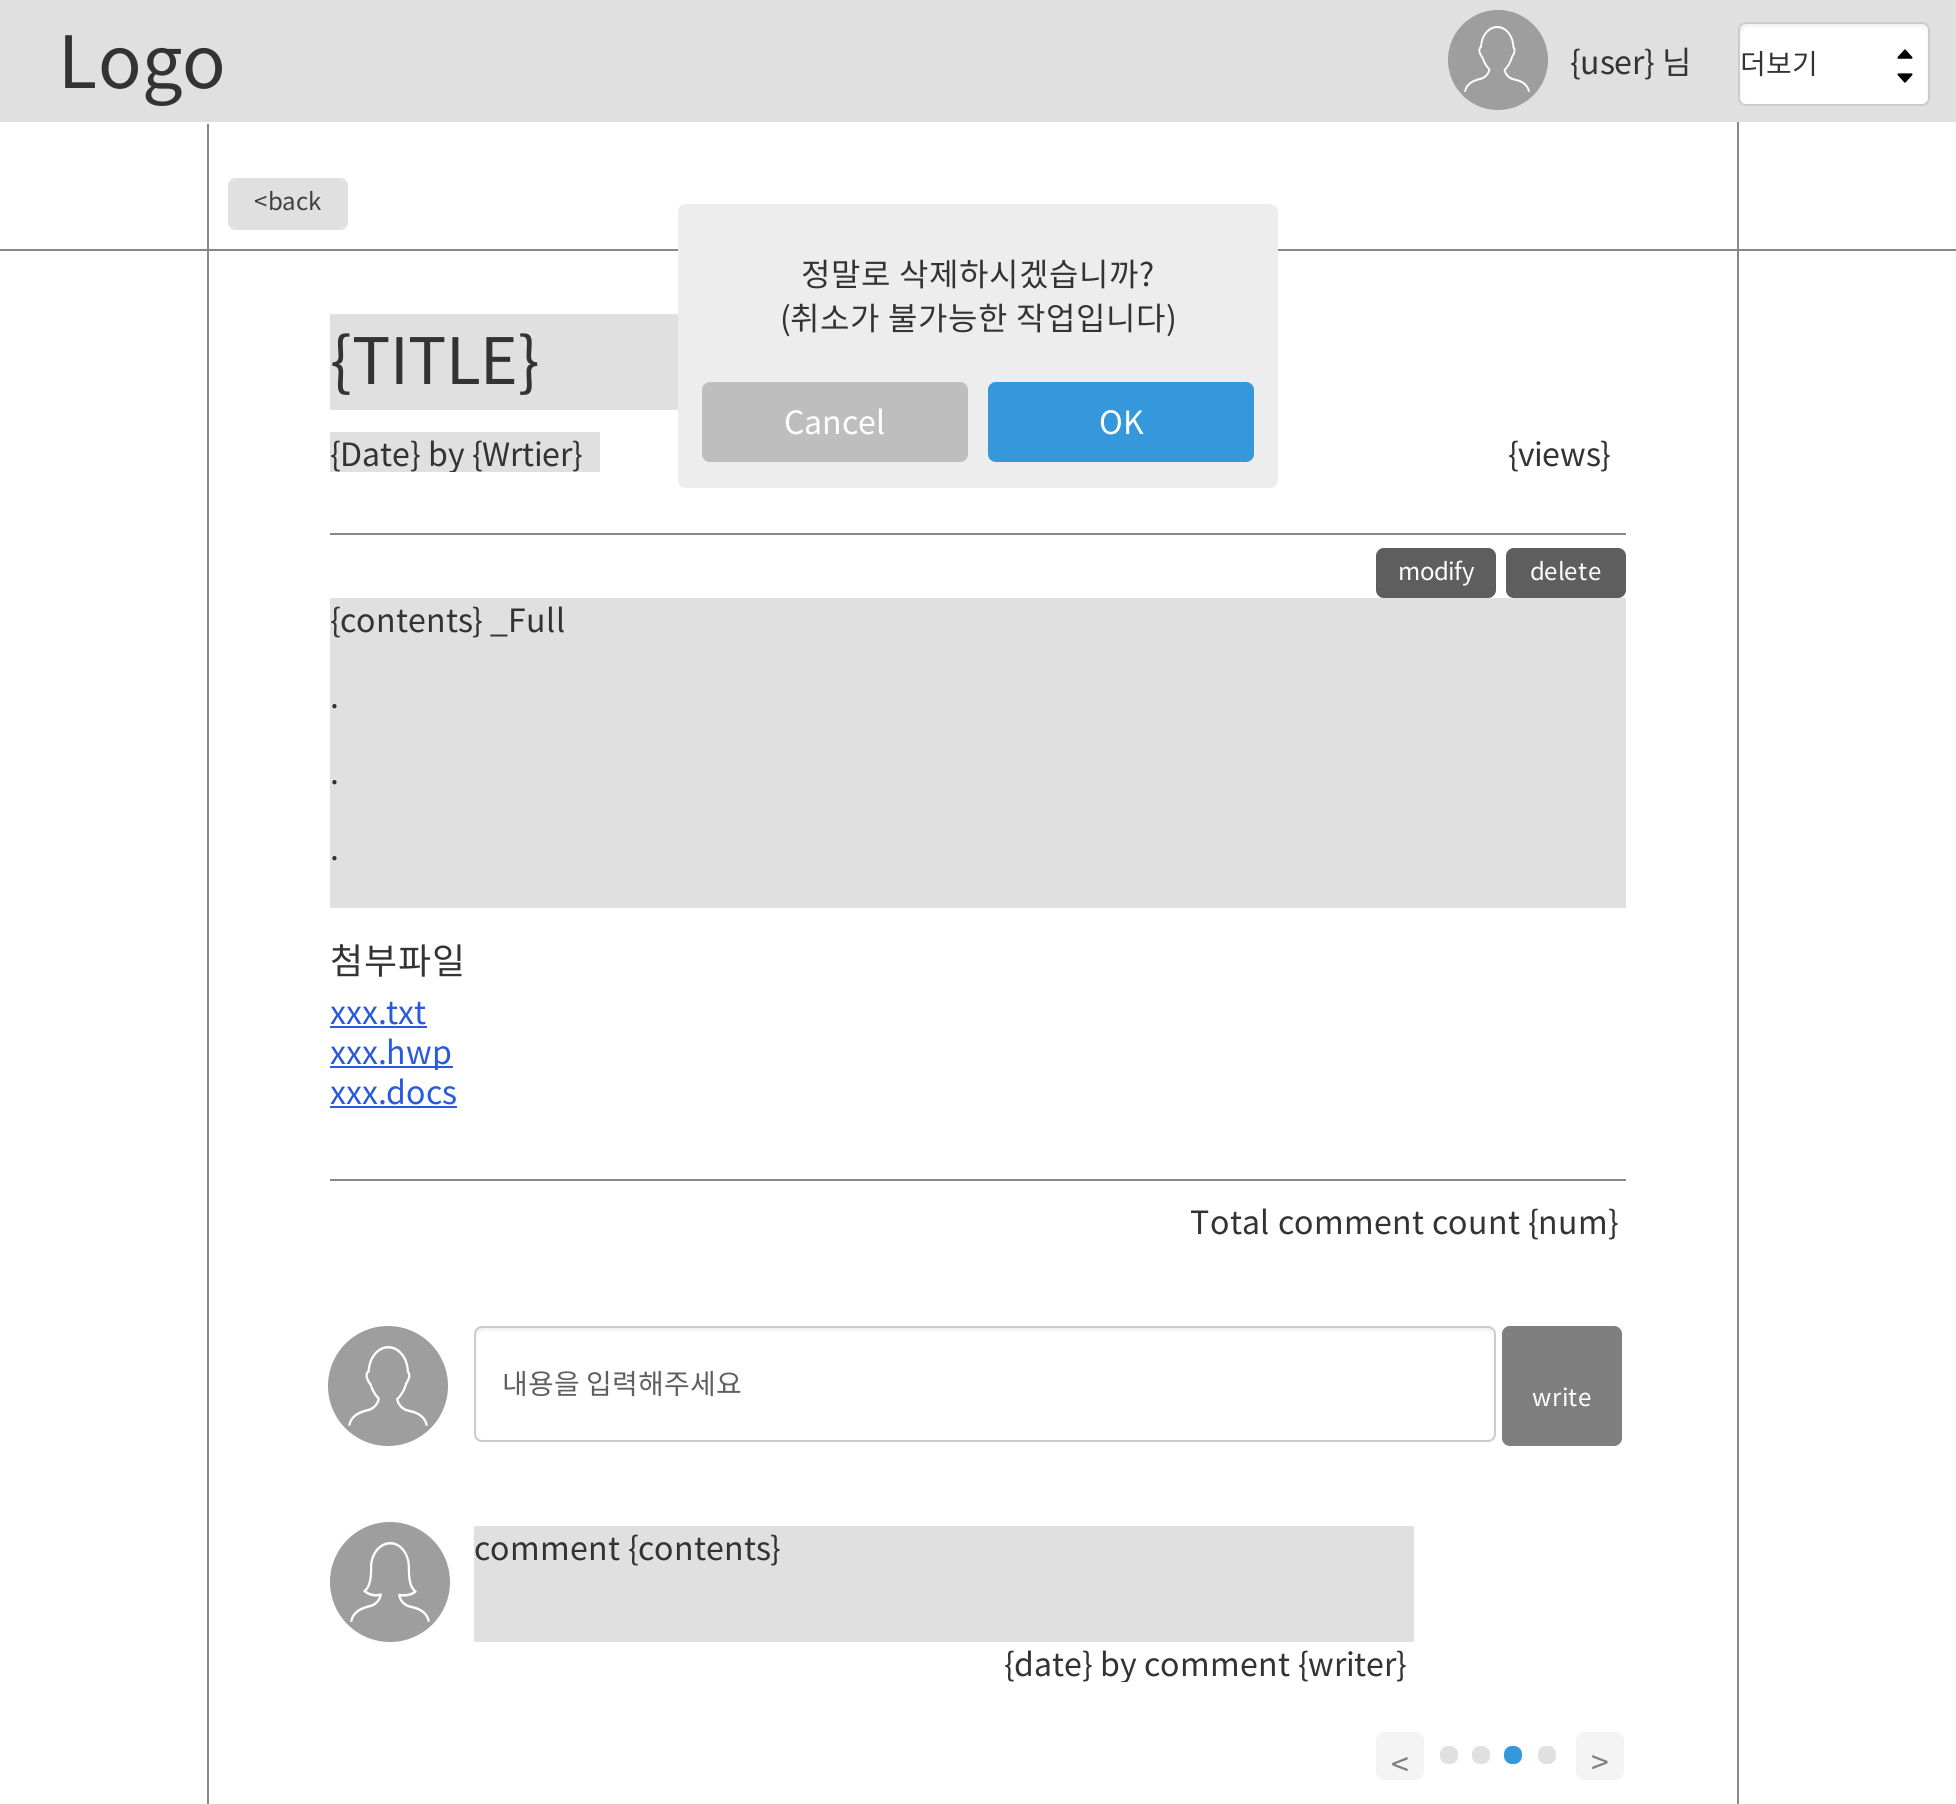 Logo
{user} 님
더보기
<back
정말로 삭제하시겠습니까?
(취소가 불가능한 작업입니다)
Cancel
OK
{TITLE}
{Date} by {Wrtier}
{views}
modify
delete
{contents} _Full
.
.
.
첨부파일
xxx.txt
xxx.hwp
xxx.docs
Total comment count {num}
내용을 입력해주세요
write
comment {contents}
{date} by comment {writer}
<
>